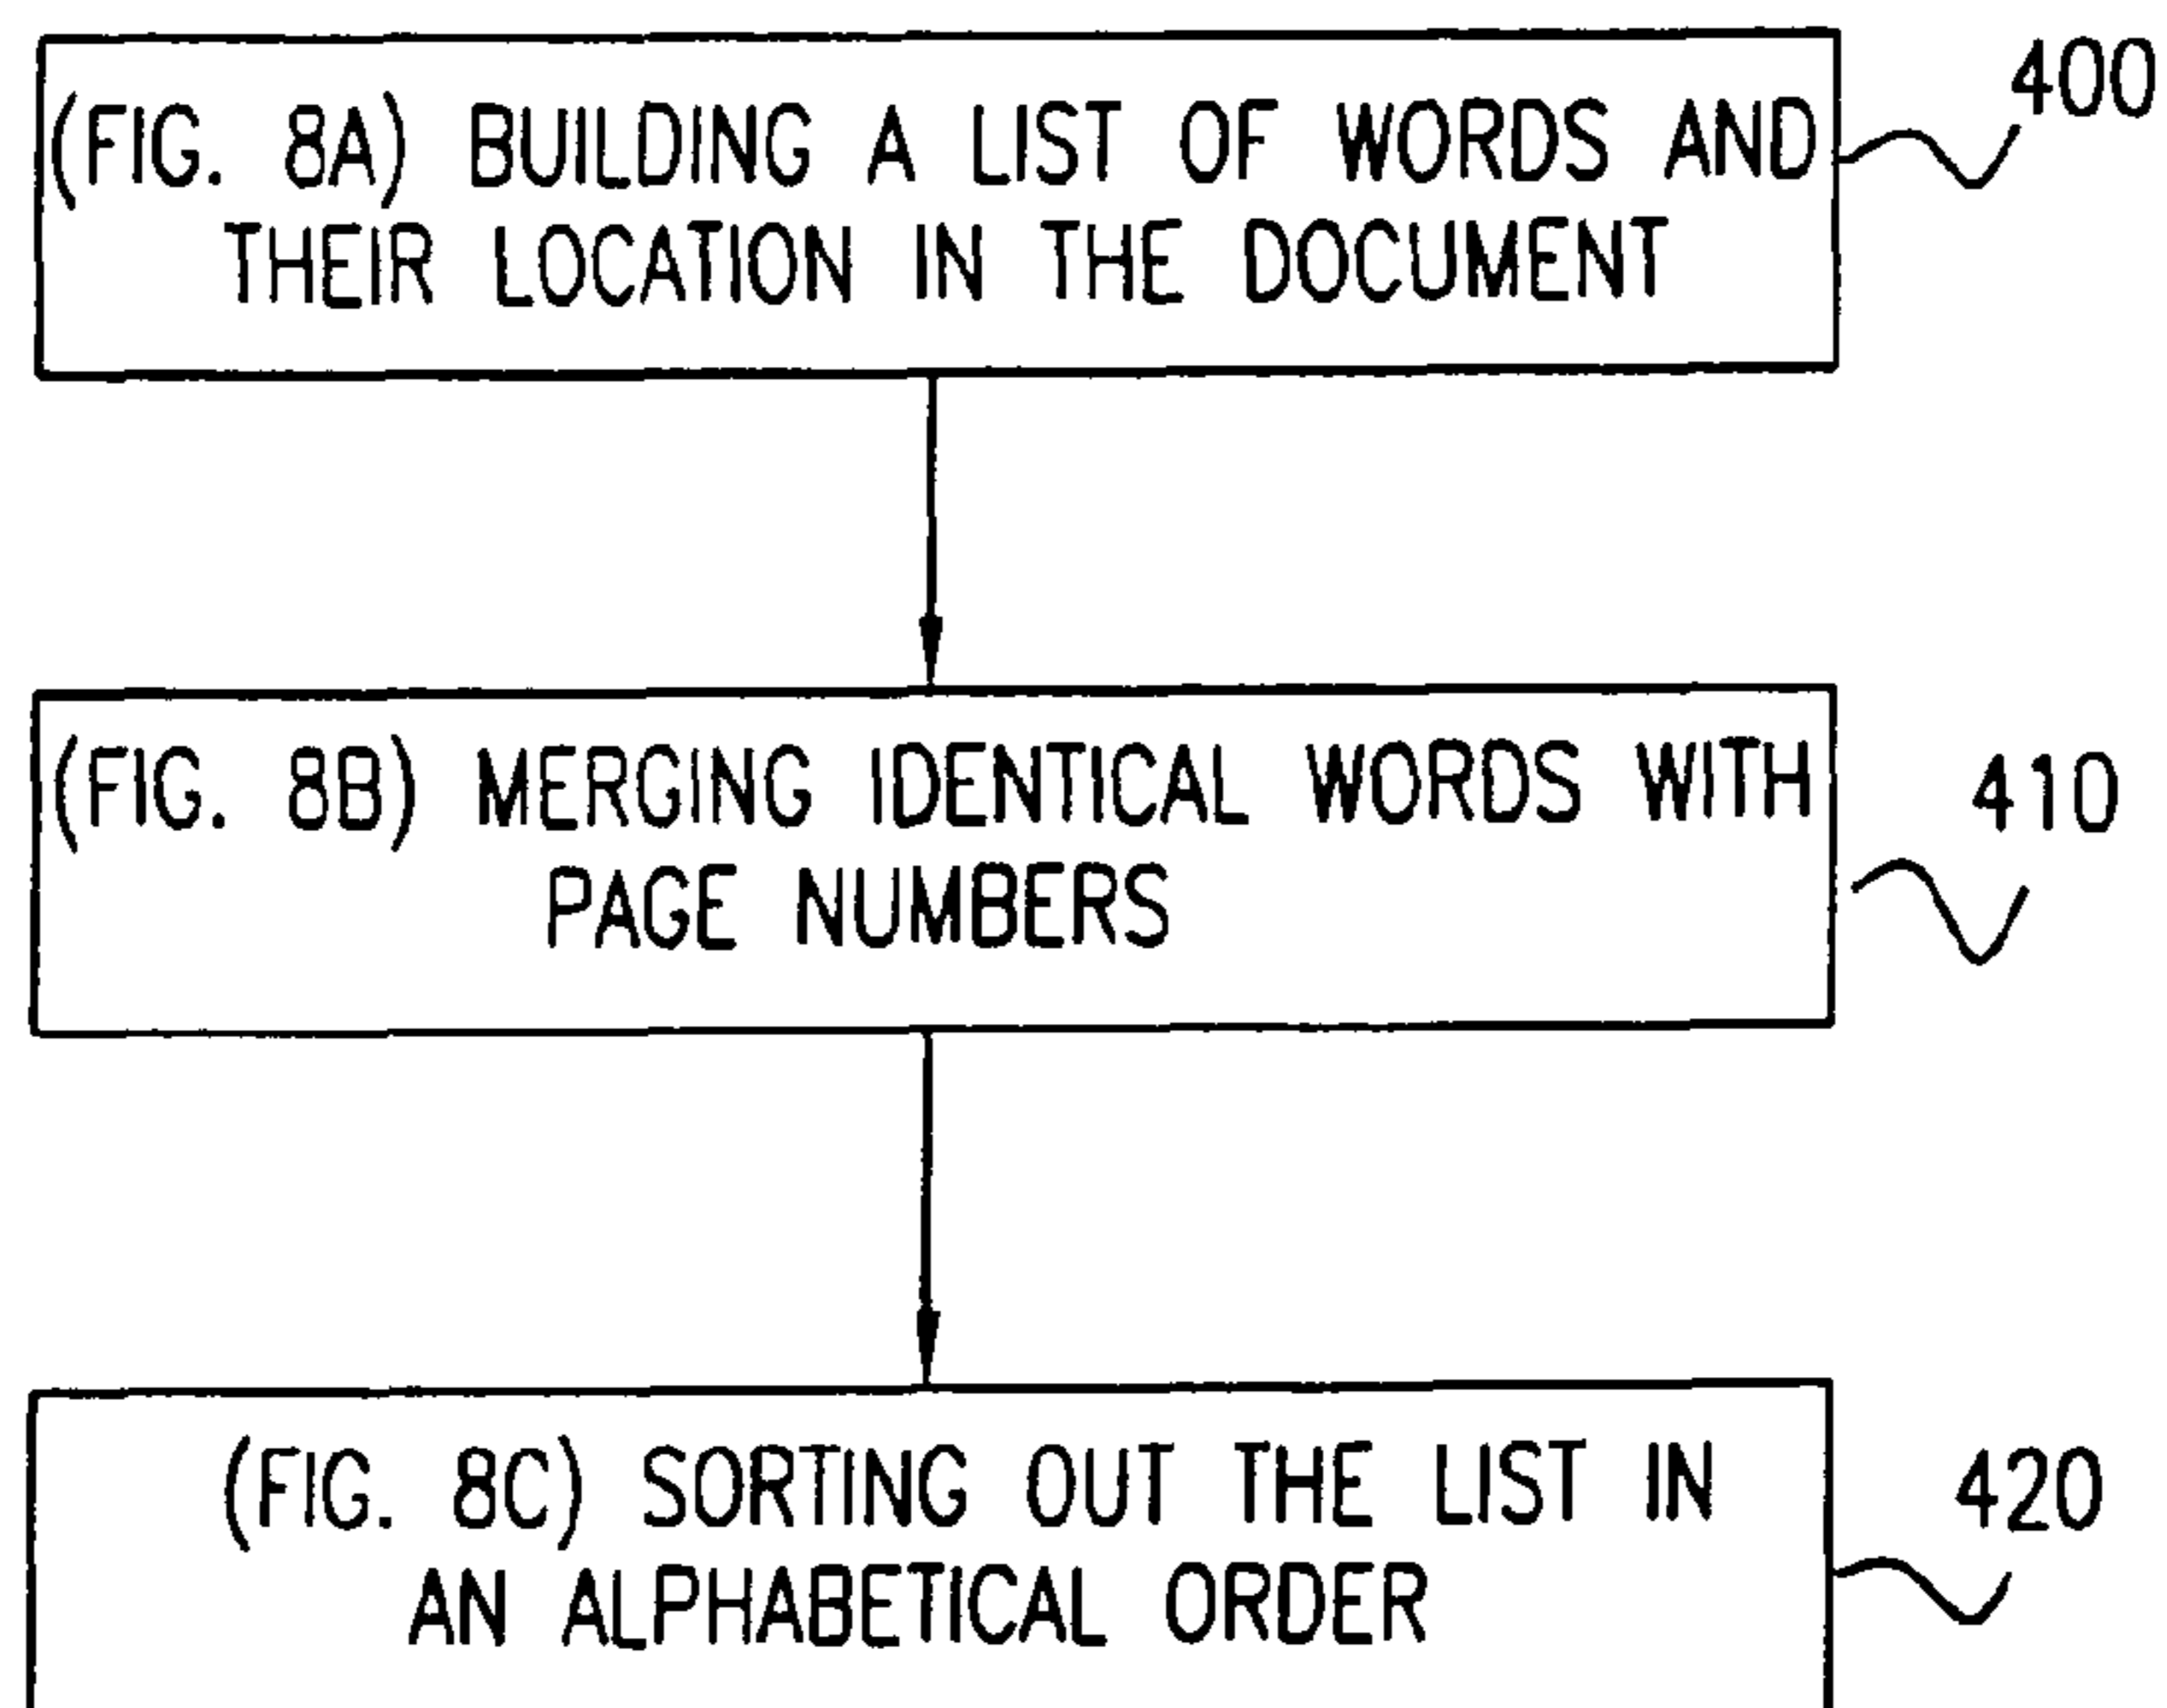 400
(FIG. 8A) BUILDING A LIST OF WORDS AND
THEIR LOCATION IN THE DOCUMENT
(FIG. 8B) MERGING IDENTICAL WORDS WITH
410
PAGE NUMBERS
(FIG. 8C) SORTING OUT THE LIST IN
420
AN ALPHABETICAL ORDER